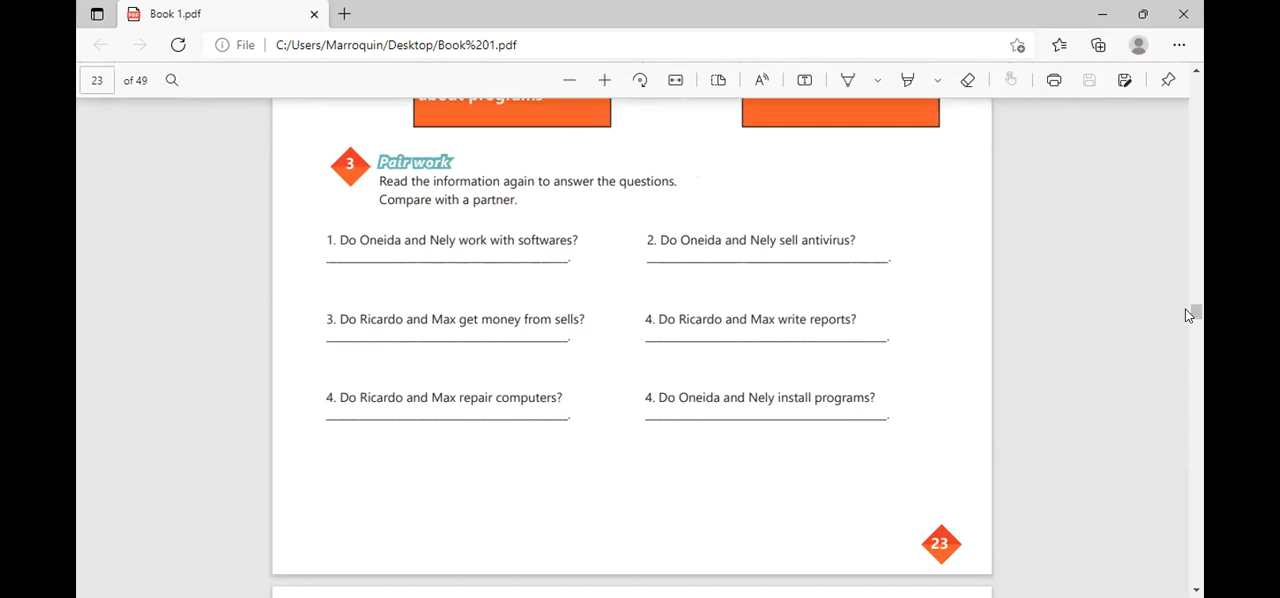 Book 1.pdf
File C:/Users/Marroquin/Desktop/Book%201.pdf
23 of 49
about programs
3 Pair work
Read the information again to answer the questions.
Compare with a partner.
1. Do Oneida and Nely work with softwares?
2. Do Oneida and Nely sell antivirus?
3. Do Ricardo and Max get money from sells?
4. Do Ricardo and Max write reports?
4. Do Ricardo and Max repair computers?
4. Do Oneida and Nely install programs?
23